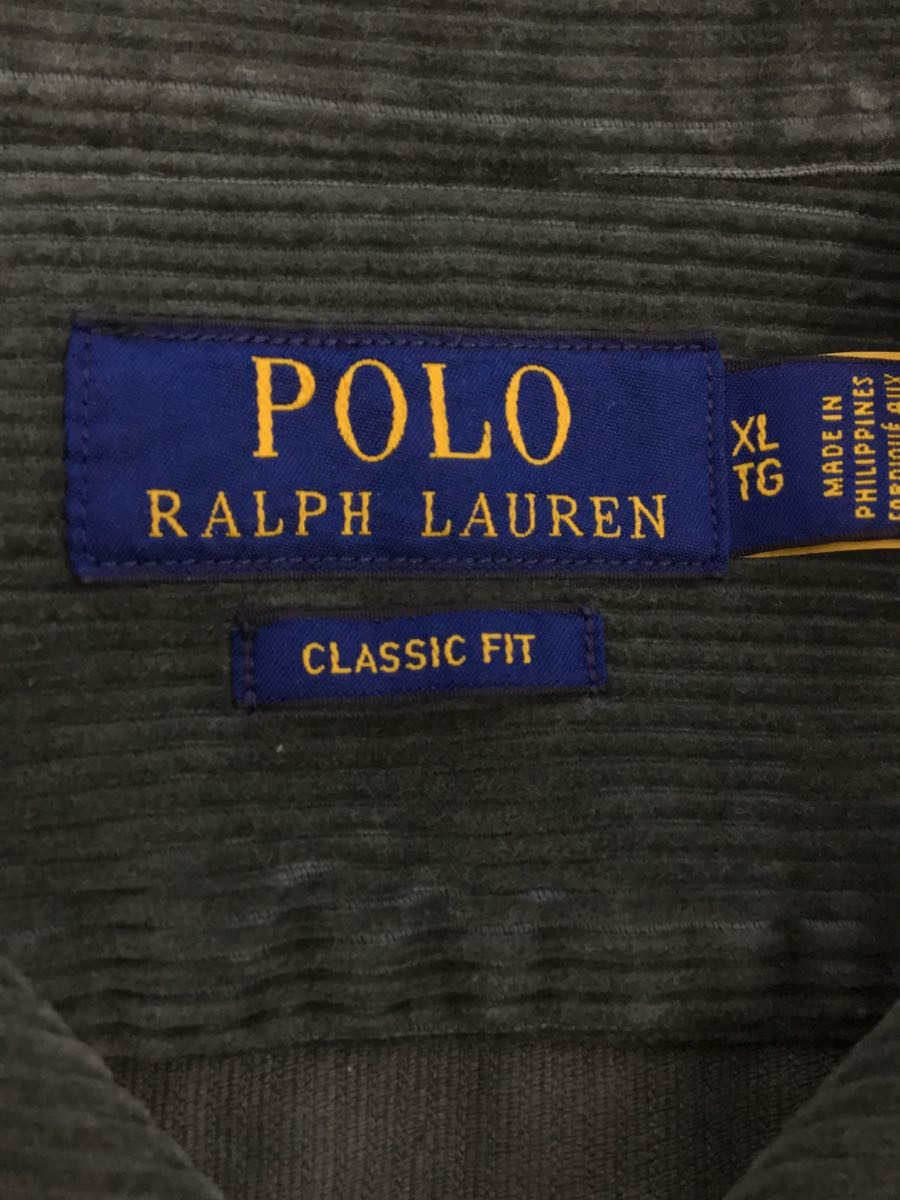 POLO
RALPH LAUREN
XL
TG
MADE IN
PHILIPPINES
CLASSIC FIT